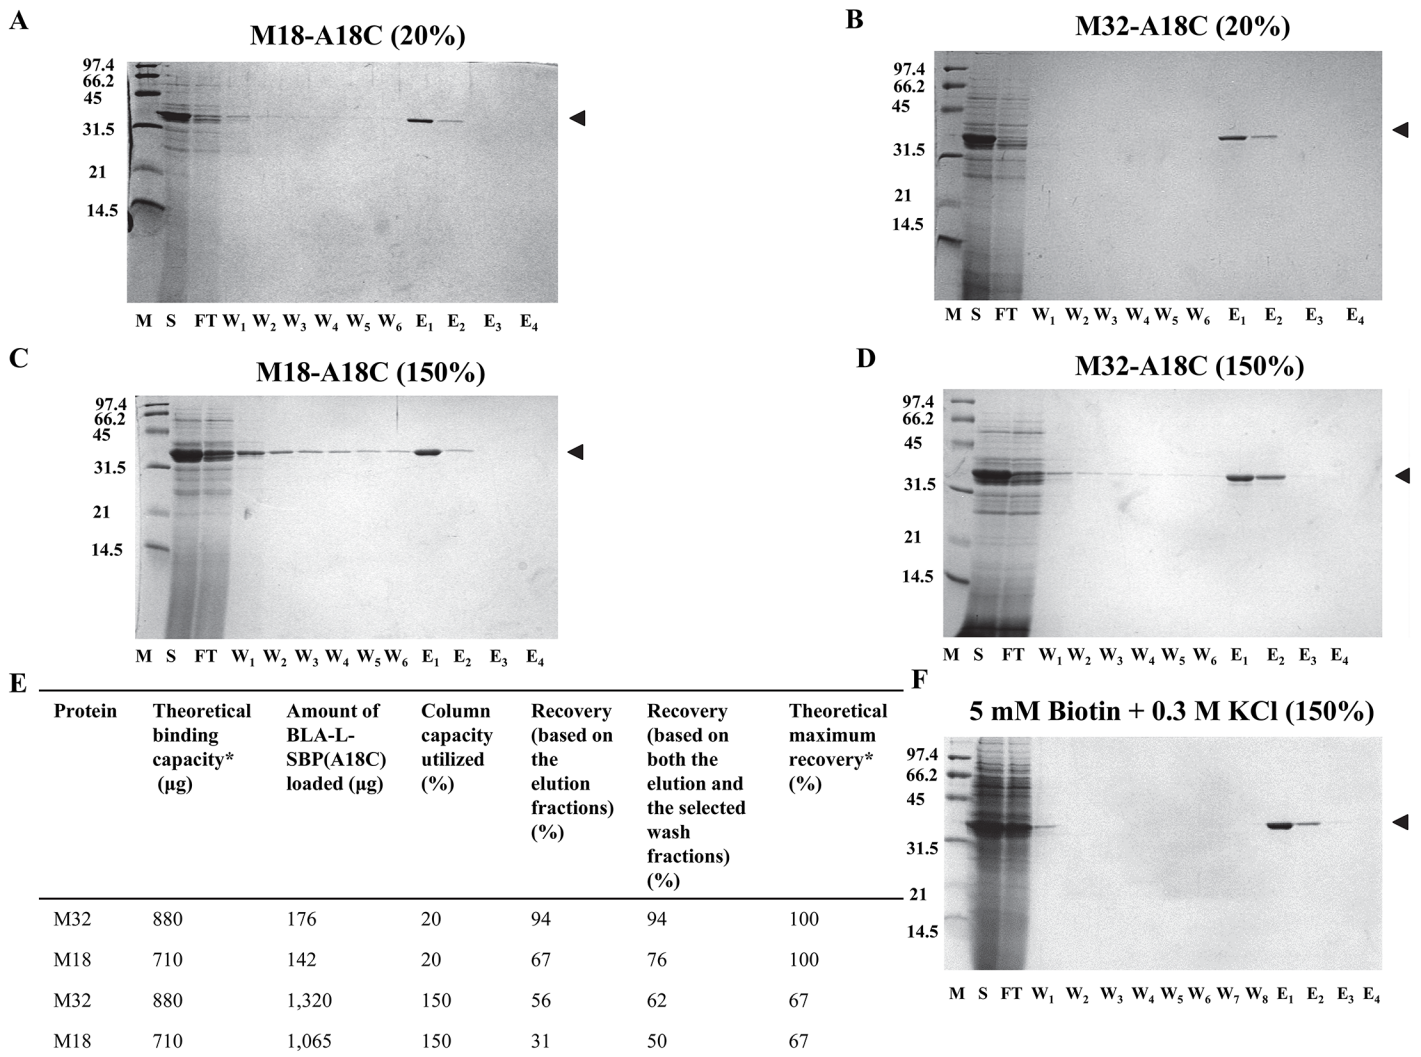 A
M18-A18C (20%)
97.4
66.2
45
31.5
21
14.5
M S FT W1 W2 W3 W4 W5 W6 E1 E2 E3 E4
B
M32-A18C (20%)
97.4
66.2
45
31.5
21
14.5
M S FT W1 W2 W3 W4 W5 W6 E1 E2 E3 E4
C
M18-A18C (150%)
97.4
66.2
45
31.5
21
14.5
M S FT W1 W2 W3 W4 W5 W6 E1 E2 E3 E4
D
M32-A18C (150%)
97.4
66.2
45
31.5
21
14.5
M S FT W1 W2 W3 W4 W5 W6 E1 E2 E3 E4
E
Protein
Theoretical
binding
capacity*
(µg)
Amount of
BLA-L-
SBP(A18C)
loaded (µg)
Column
capacity
utilized
(%)
Recovery
(based on
the
elution
fractions)
(%)
Recovery
(based on
both the
elution and
the selected
wash
fractions)
(%)
Theoretical
maximum
recovery*
(%)
M32 880 176 20 94 94 100
M18 710 142 20 67 76 100
M32 880 1,320 150 56 62 67
M18 710 1,065 150 31 50 67
F
5 mM Biotin + 0.3 M KCl (150%)
97.4
66.2
45
31.5
21
14.5
M S FT W1 W2 W3 W4 W5 W6 W7 W8 E1 E2 E3 E4